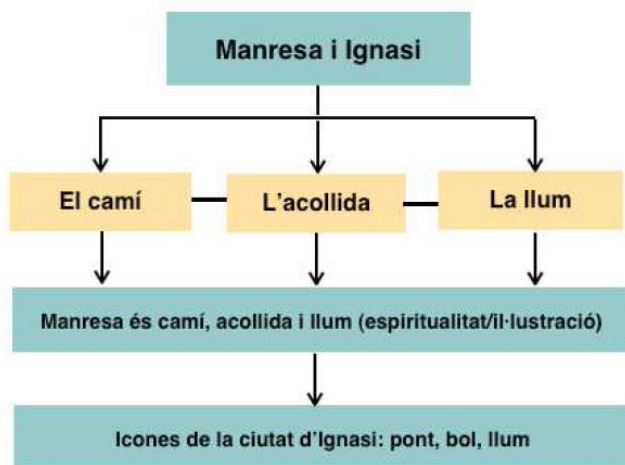 Manresa i Ignasi
El camí
L'acollida
La llum
Manresa és camí, acollida i llum (espiritualitat/il·lustració)
Icones de la ciutat d'Ignasi: pont, bol, llum